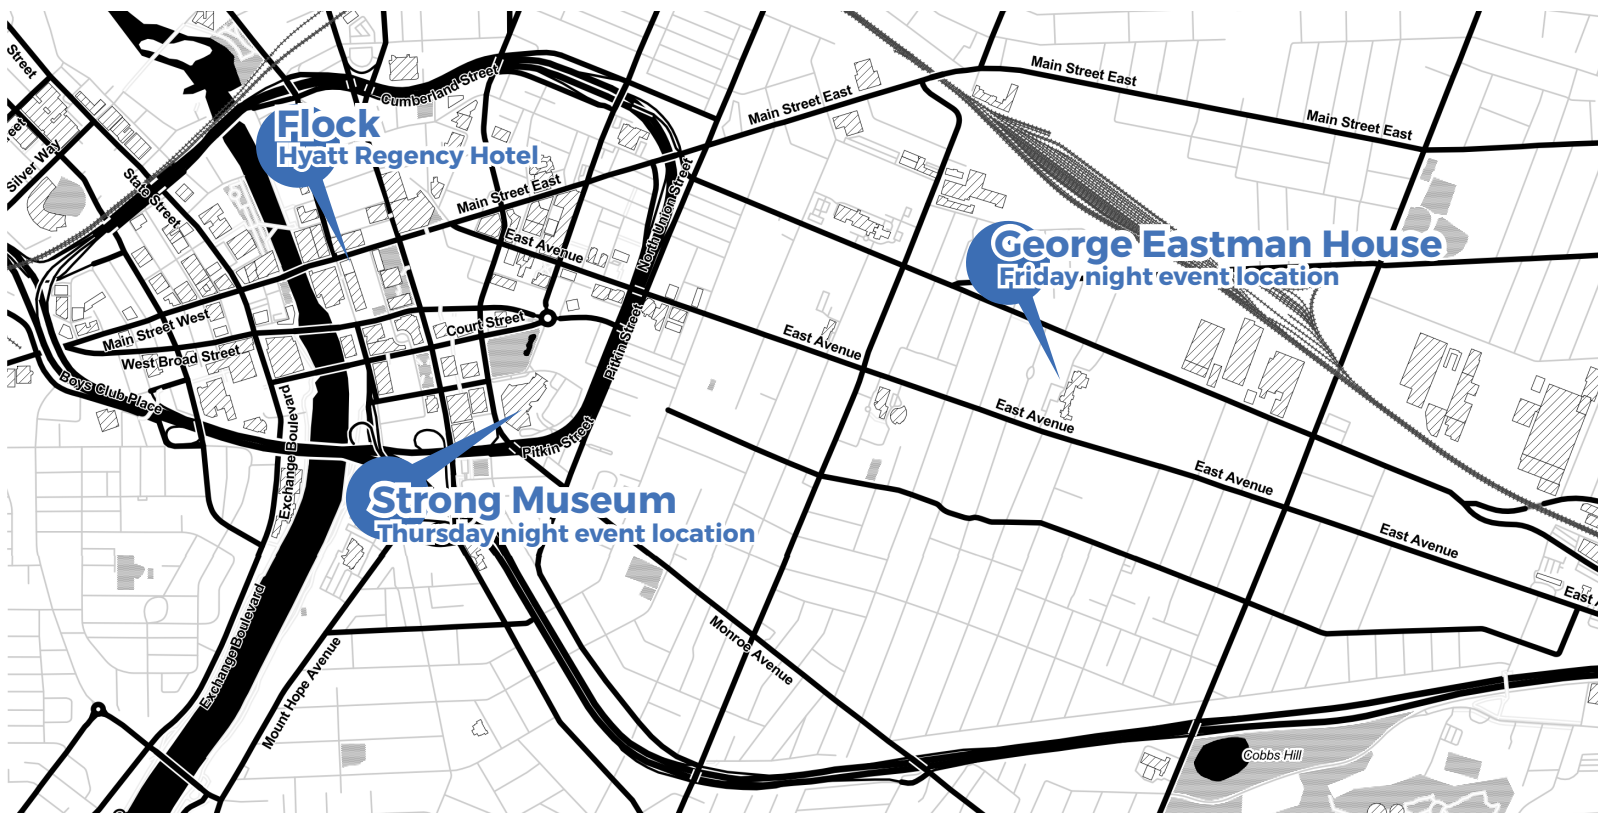 Street
Street
Silver Way
State Street
Cumberland Street
Flock
Hyatt Regency Hotel
Main Street East
Main Street East
Main Street East
Main Street East
North Union Street
East Avenue
George Eastman House
Friday night event location
Main Street West
West Broad Street
Court Street
Pitkin Street
East Avenue
Boys Club Place
Exchange Boulevard
Pitkin Street
East Avenue
East Avenue
Strong Museum
Thursday night event location
East Avenue
East A
Exchange Boulevard
Mount Hope Avenue
Monroe Avenue
Cobbs Hill